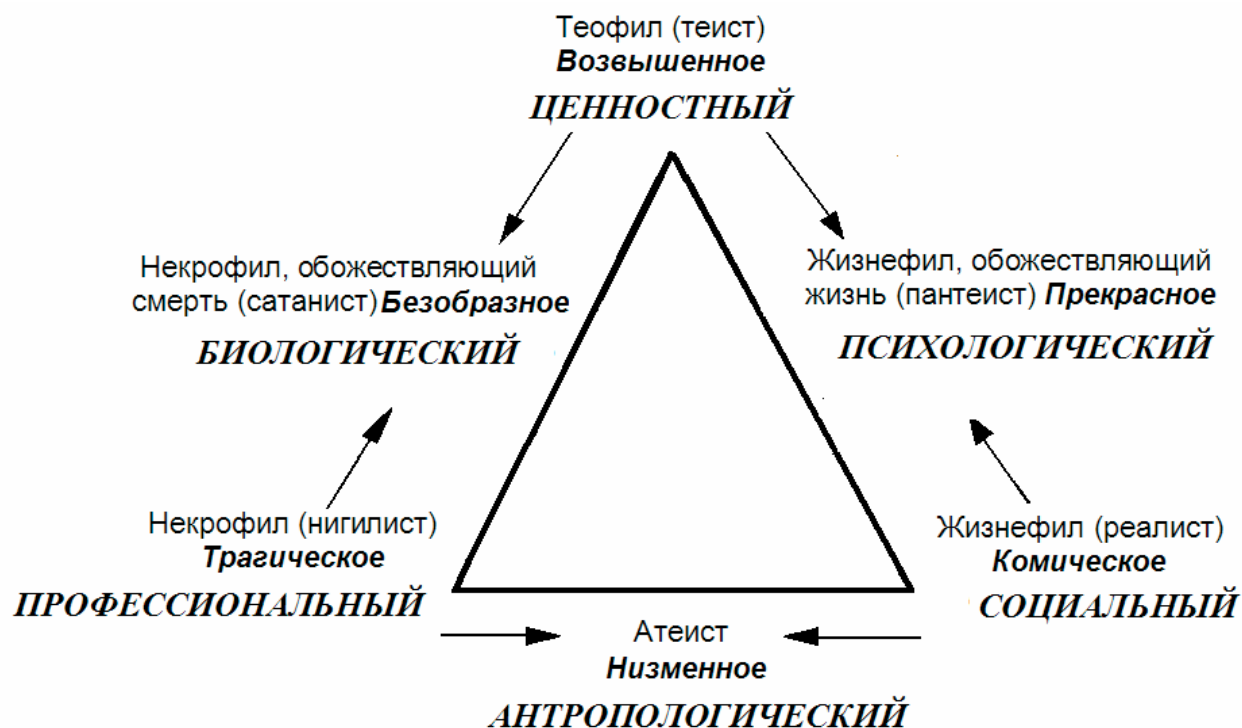 Теофил (теист)
Возвышенное
ЦЕННОСТНЫЙ
Некрофил, обожествляющий
смерть (сатанист) Безобразное
БИОЛОГИЧЕСКИЙ
Жизнефил, обожествляющий
жизнь (пантеист) Прекрасное
ПСИХОЛОГИЧЕСКИЙ
Некрофил (нигилист)
Трагическое
ПРОФЕССИОНАЛЬНЫЙ
Жизнефил (реалист)
Комическое
СОЦИАЛЬНЫЙ
Атеист
Низменное
АНТРОПОЛОГИЧЕСКИЙ